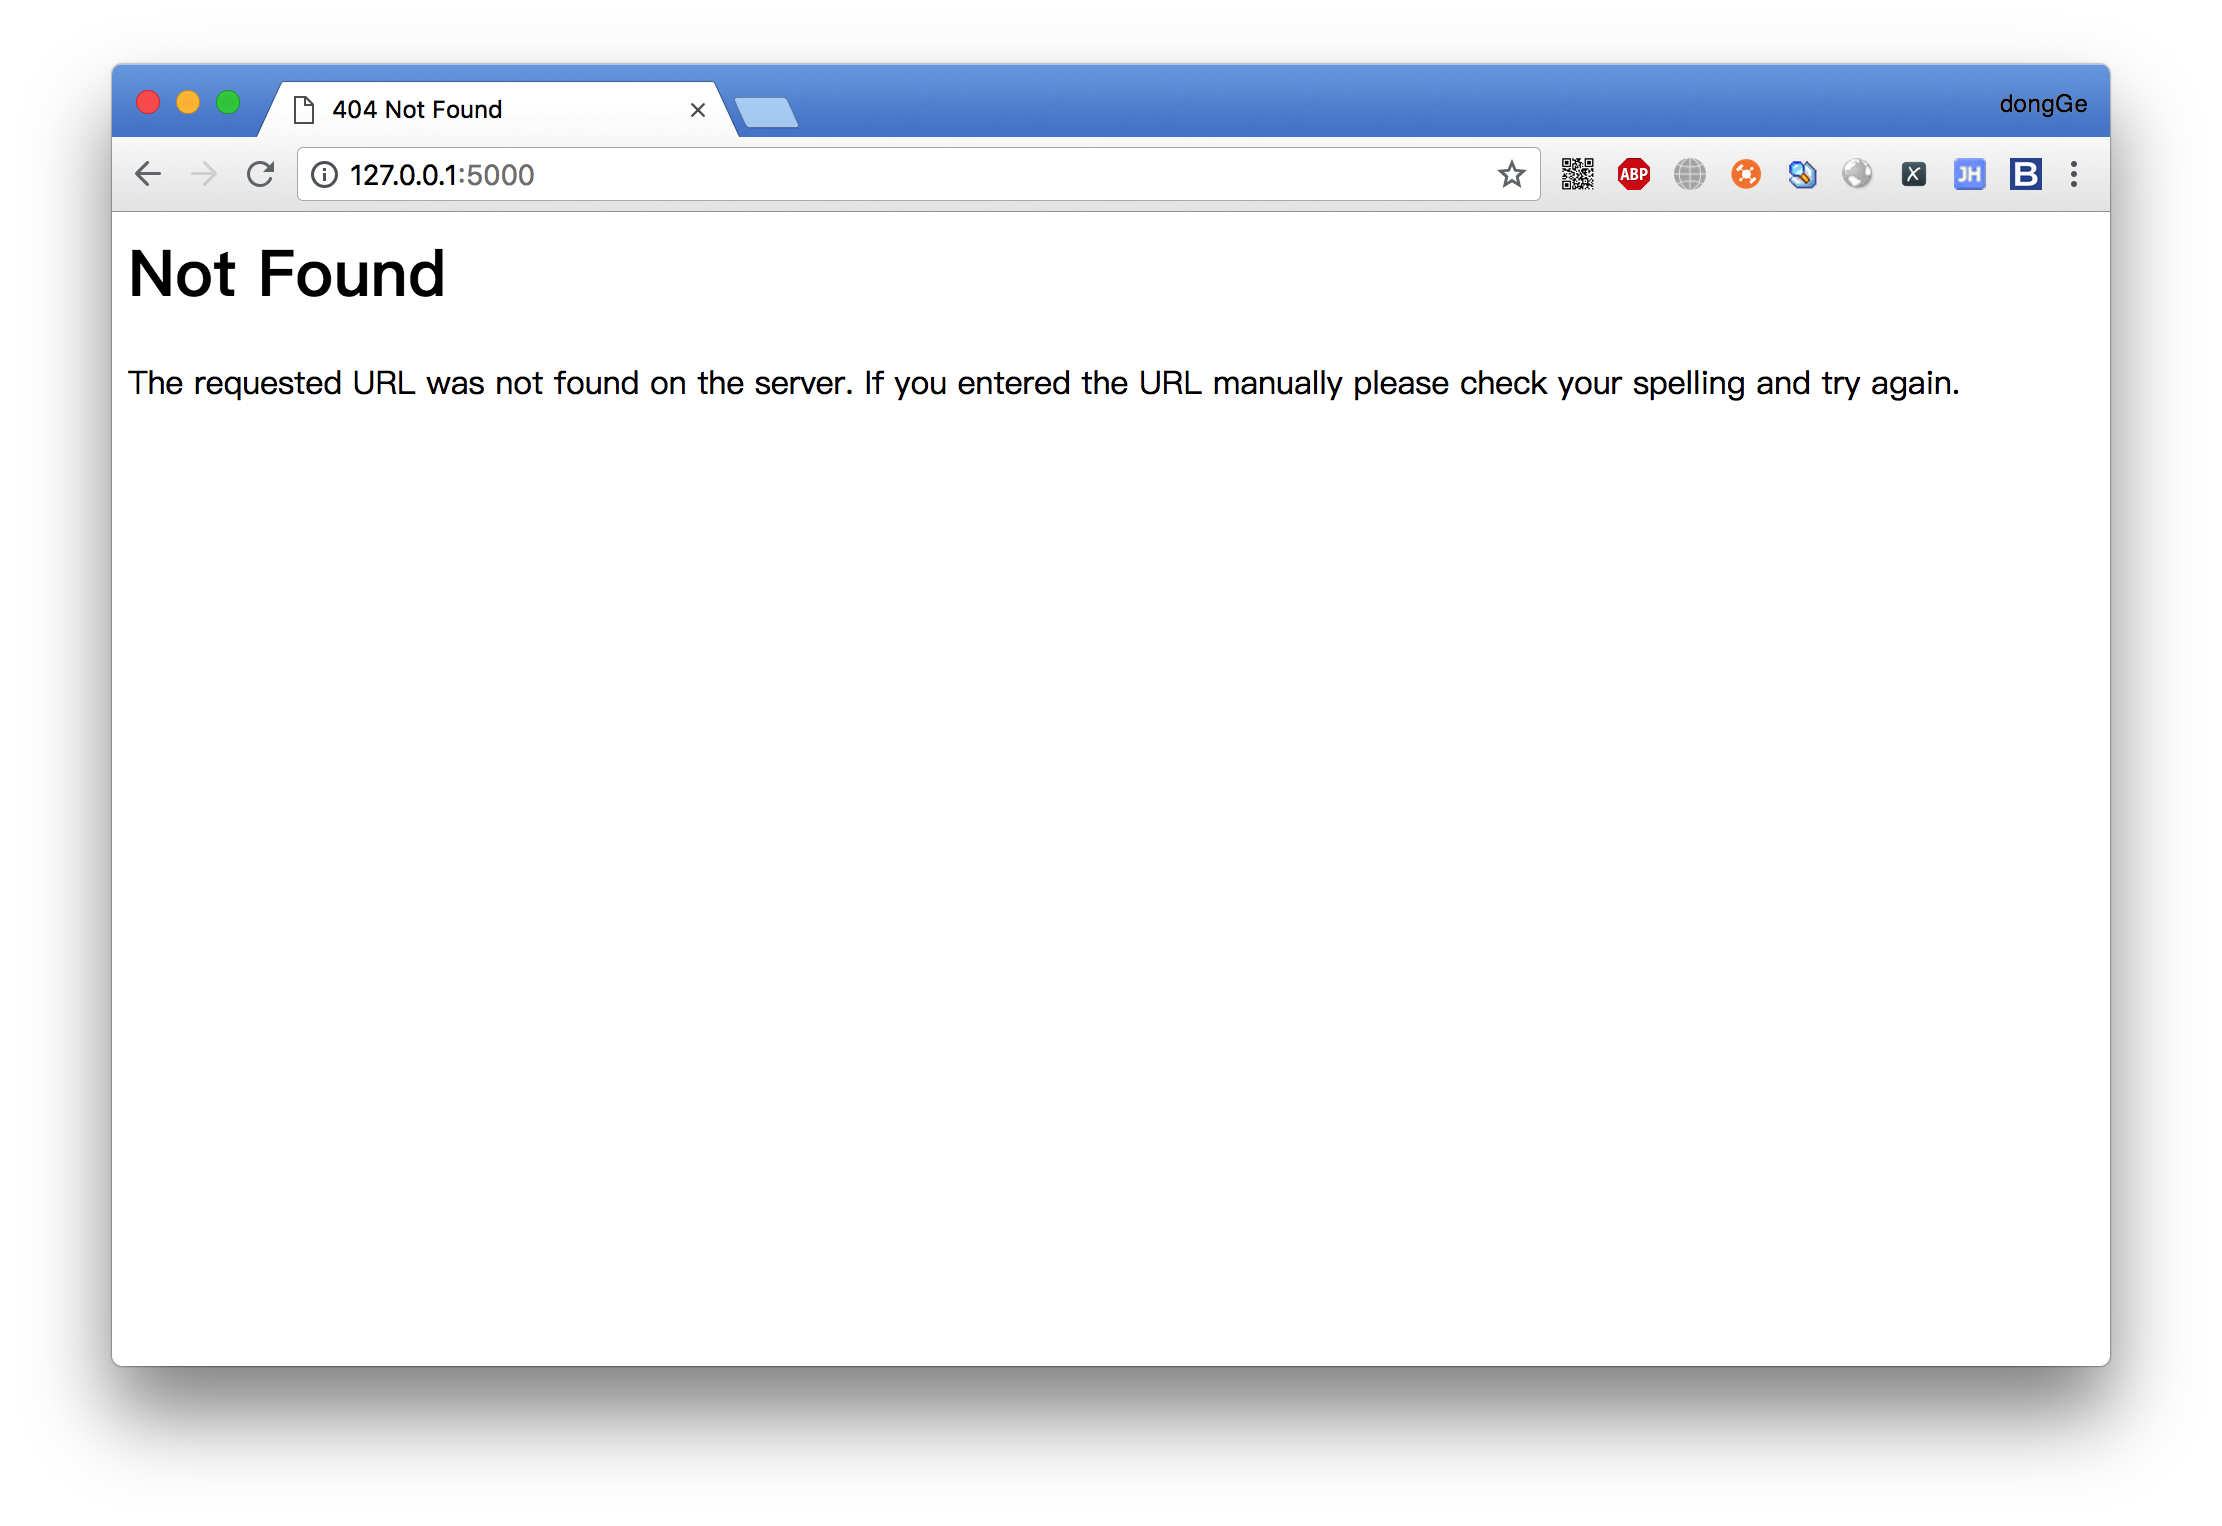 404 Not Found
dongGe
127.0.0.1:5000
ABP
X
JH
B
Not Found
The requested URL was not found on the server. If you entered the URL manually please check your spelling and try again.